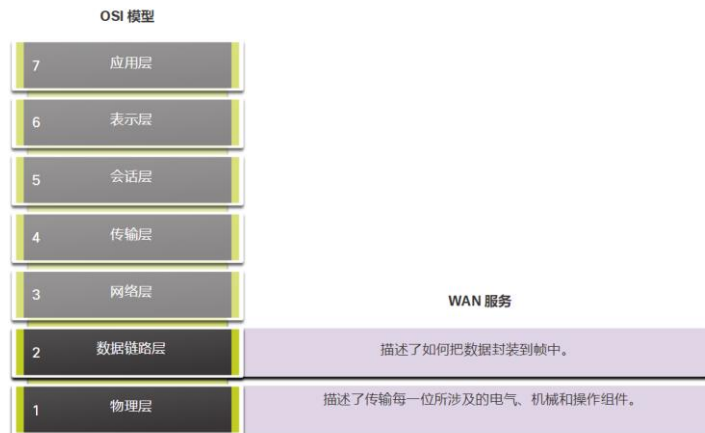 OSI 模型
7 应用层
6 表示层
5 会话层
4 传输层
3 网络层
WAN 服务
2 数据链路层 描述了如何把数据封装到帧中。
1 物理层 描述了传输每一位所涉及的电气、机械和操作组件。